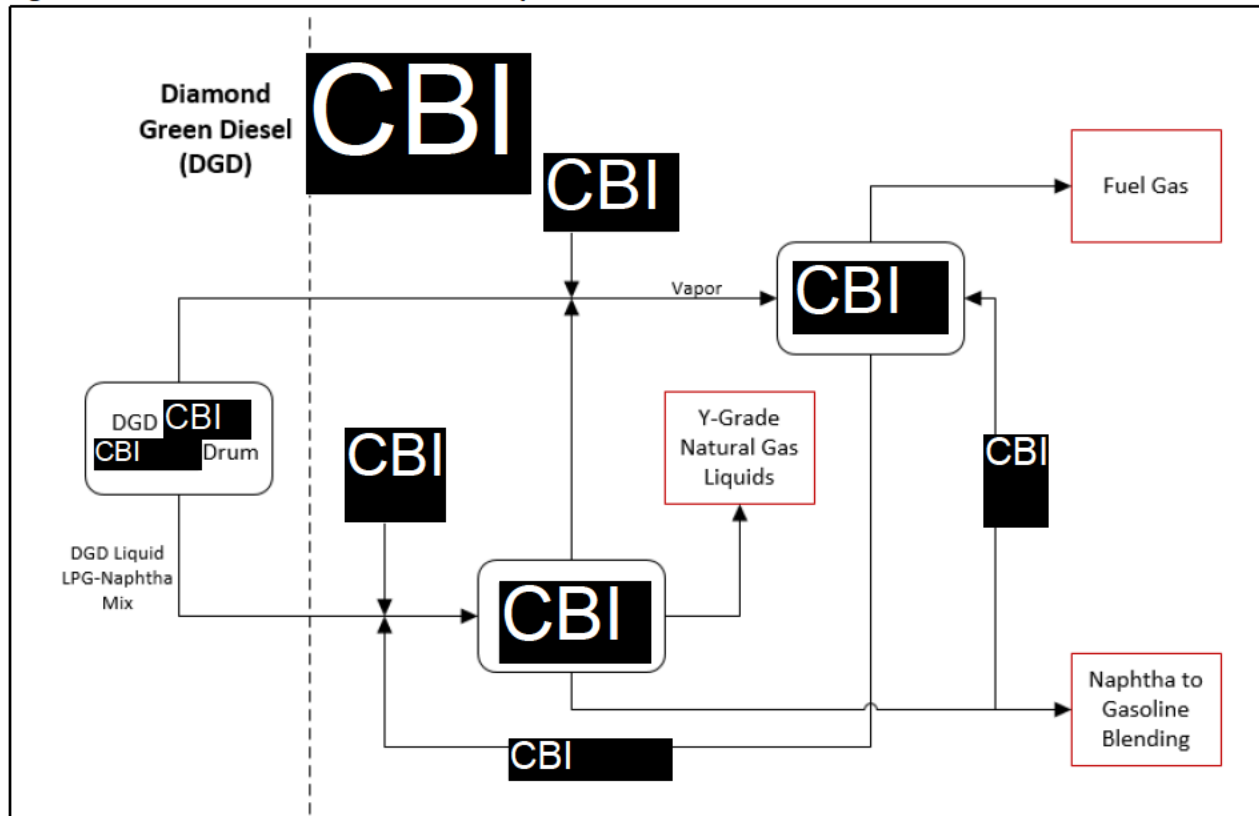 Diamond
Green Diesel
(DGD)
CBI
CBI
Fuel Gas
CBI
Vapor
DGD CBI
CBI Drum
Y-Grade
Natural Gas
Liquids
CBI
CBI
DGD Liquid
LPG-Naphtha
Mix
CBI
Naphtha to
Gasoline
Blending
CBI